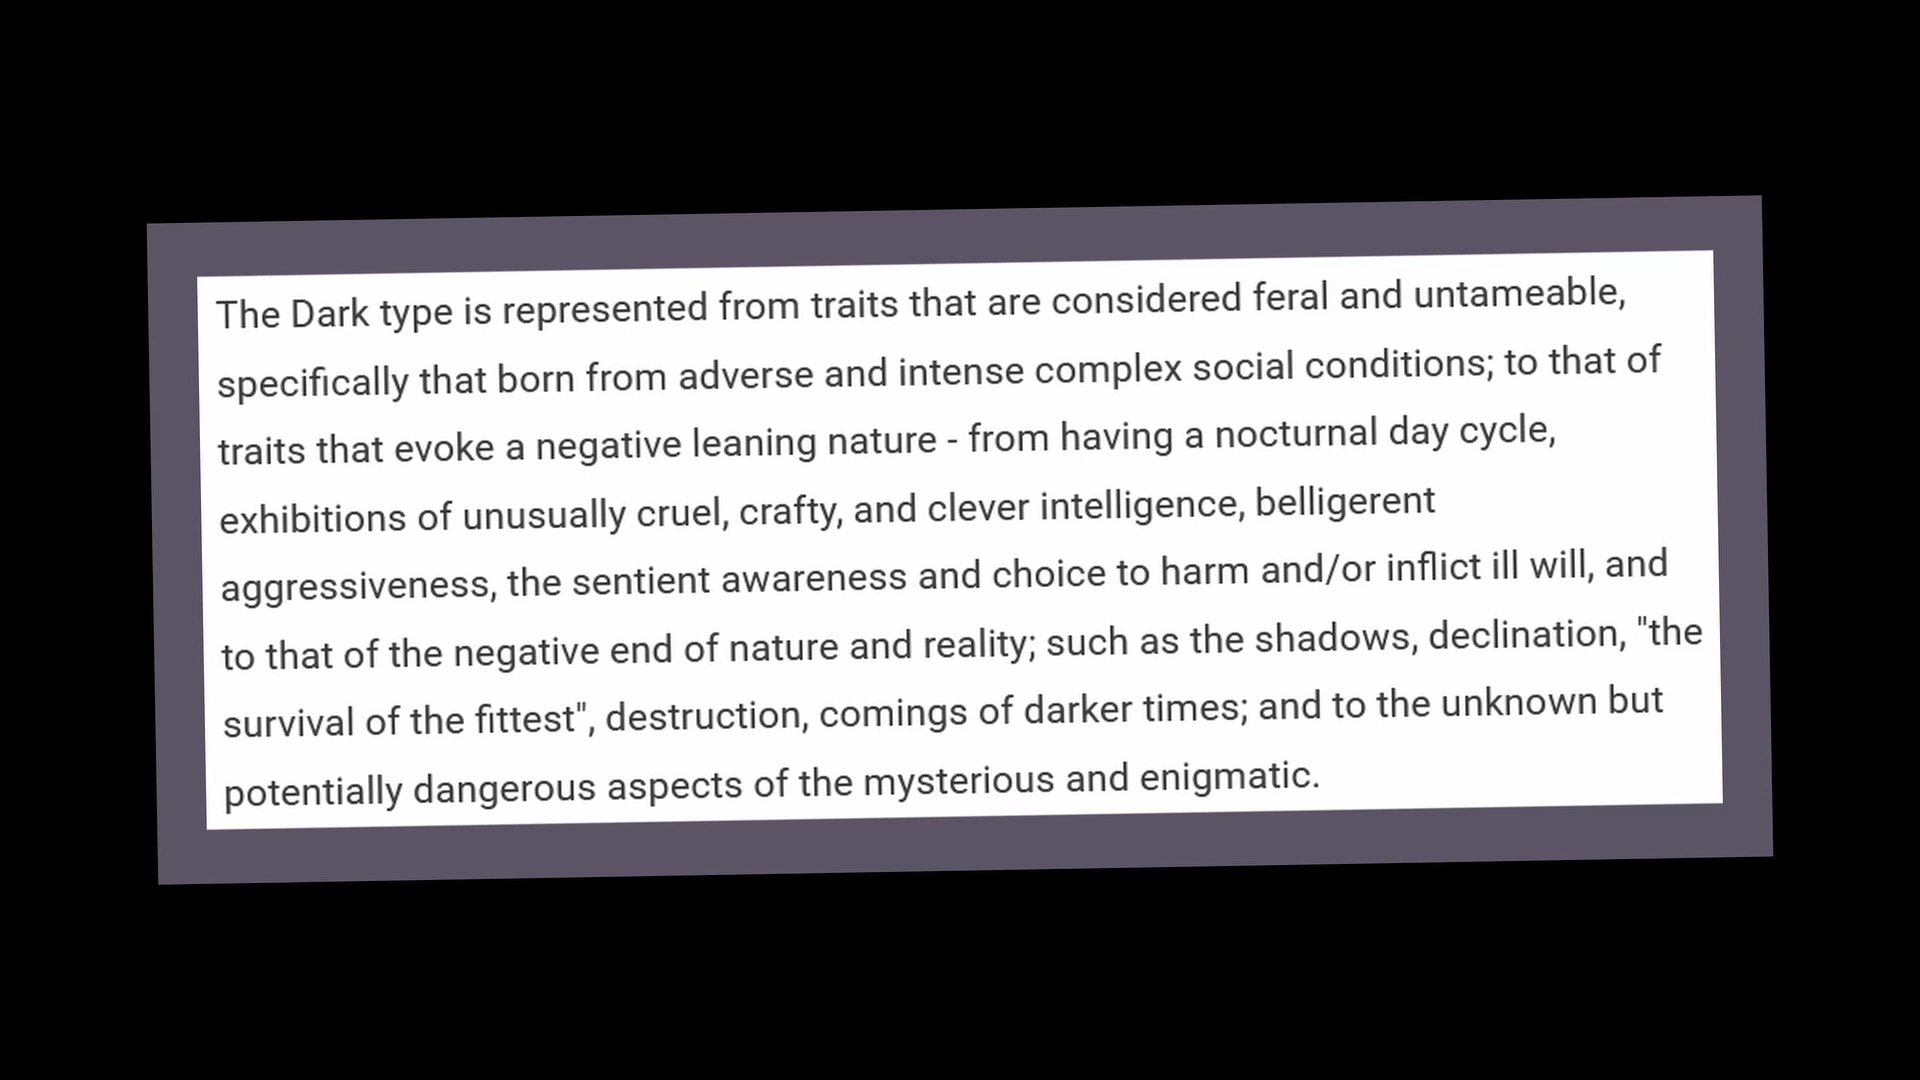 The Dark type is represented from traits that are considered feral and untameable,
specifically that born from adverse and intense complex social conditions; to that of
traits that evoke a negative leaning nature - from having a nocturnal day cycle,
exhibitions of unusually cruel, crafty, and clever intelligence, belligerent
aggressiveness, the sentient awareness and choice to harm and/or inflict ill will, and
to that of the negative end of nature and reality; such as the shadows, declination, "the
survival of the fittest", destruction, comings of darker times; and to the unknown but
potentially dangerous aspects of the mysterious and enigmatic.